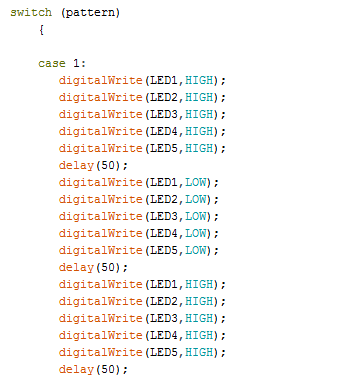 switch (pattern)
{
case 1:
digitalWrite(LED1,HIGH);
digitalWrite(LED2,HIGH);
digitalWrite(LED3,HIGH);
digitalWrite(LED4,HIGH);
digitalWrite(LED5,HIGH);
delay(50);
digitalWrite(LED1,LOW);
digitalWrite(LED2,LOW);
digitalWrite(LED3,LOW);
digitalWrite(LED4,LOW);
digitalWrite(LED5,LOW);
delay(50);
digitalWrite(LED1,HIGH);
digitalWrite(LED2,HIGH);
digitalWrite(LED3,HIGH);
digitalWrite(LED4,HIGH);
digitalWrite(LED5,HIGH);
delay(50);